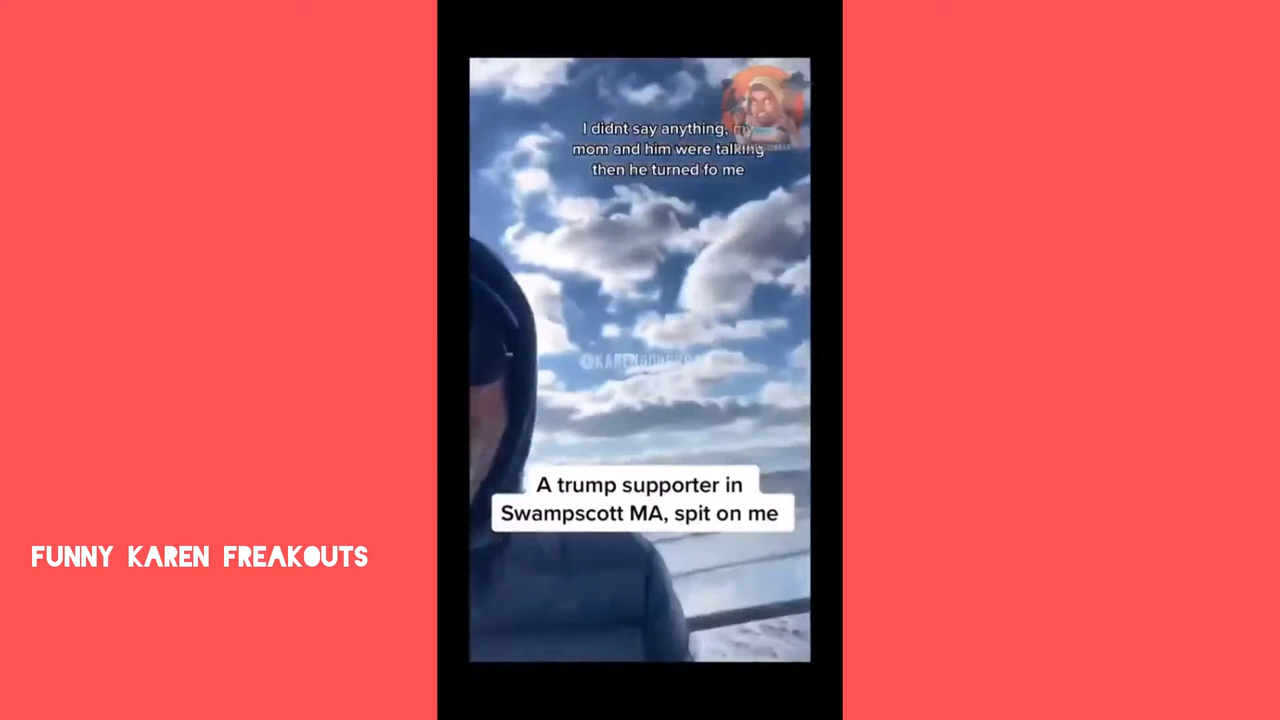 I didnt say anything, my
mom and him were talking
then he turned fo me
A trump supporter in
Swampscott MA, spit on me
FUNNY KAREN FREAKOUTS